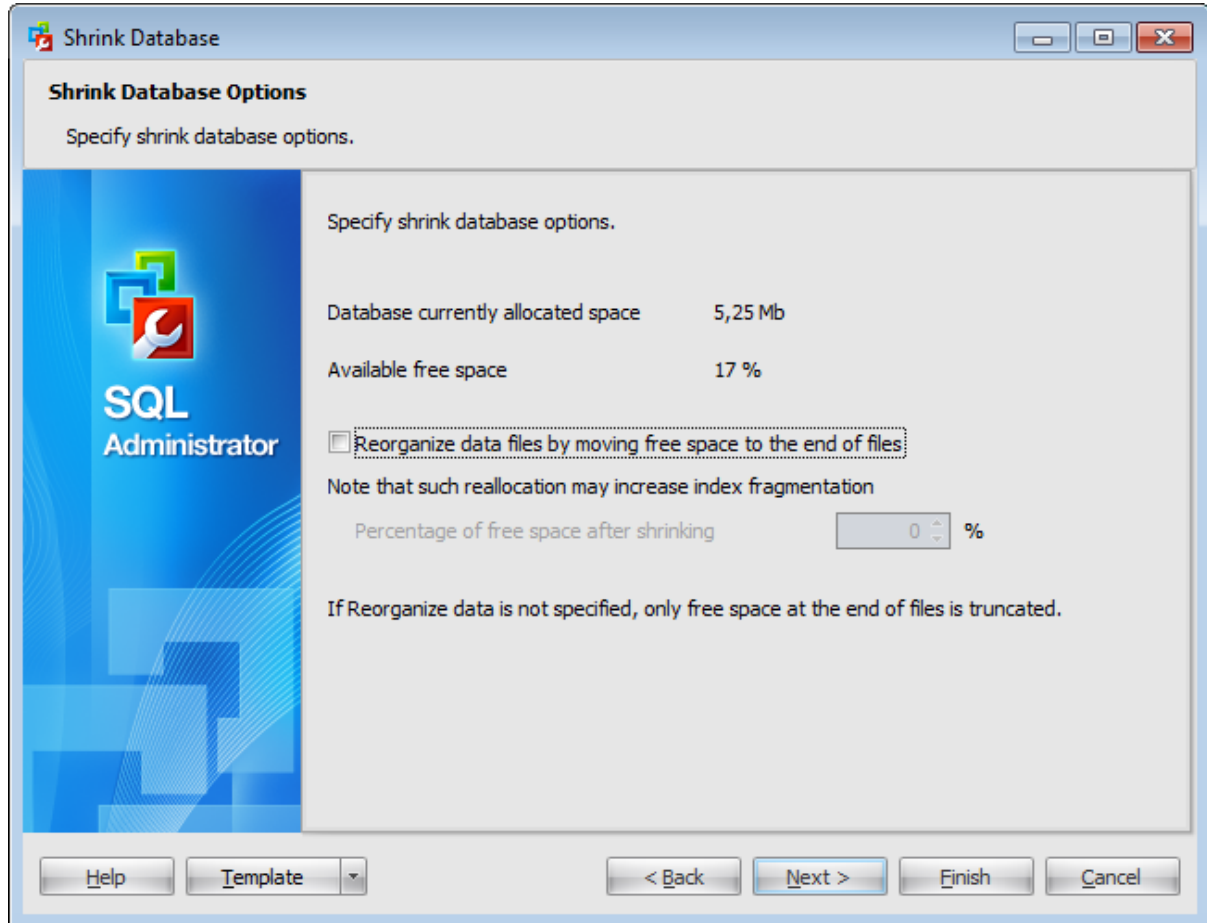 Shrink Database
Shrink Database Options
Specify shrink database options.
SQL
Administrator
Specify shrink database options.
Database currently allocated space 5,25 Mb
Available free space 17 %
Reorganize data files by moving free space to the end of files
Note that such reallocation may increase index fragmentation
Percentage of free space after shrinking 0 %
If Reorganize data is not specified, only free space at the end of files is truncated.
Help Template < Back Next > Finish Cancel